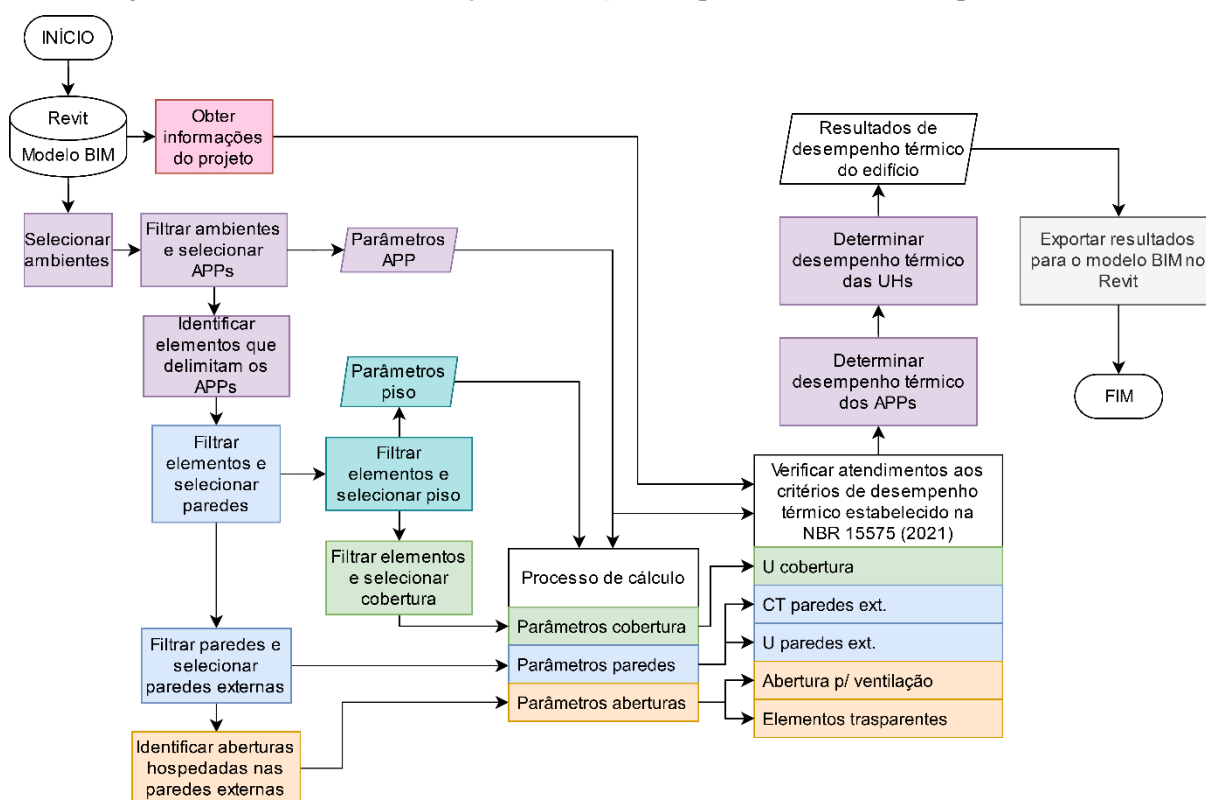 INÍCIO
Revit
Modelo BIM
Obter
informações
do projeto
Selecionar
ambientes
Filtrar ambientes
e selecionar
APPs
Parâmetros
APP
Identificar
elementos que
delimitam os
APPs
Parâmetros
piso
Filtrar
elementos e
selecionar
paredes
Filtrar
elementos e
selecionar piso
Filtrar elementos
e selecionar
cobertura
Filtrar paredes e
selecionar
paredes externas
Identificar aberturas
hospedadas nas
paredes externas
Processo de cálculo
Parâmetros cobertura
Parâmetros paredes
Parâmetros aberturas
Resultados de
desempenho térmico
do edifício
Determinar
desempenho térmico
das UHs
Determinar
desempenho térmico
dos APPs
Verificar atendimentos aos
critérios de desempenho
térmico estabelecido na
NBR 15575 (2021)
U cobertura
CT paredes ext.
U paredes ext.
Abertura p/ ventilação
Elementos trasparentes
Exportar resultados
para o modelo BIM no
Revit
FIM